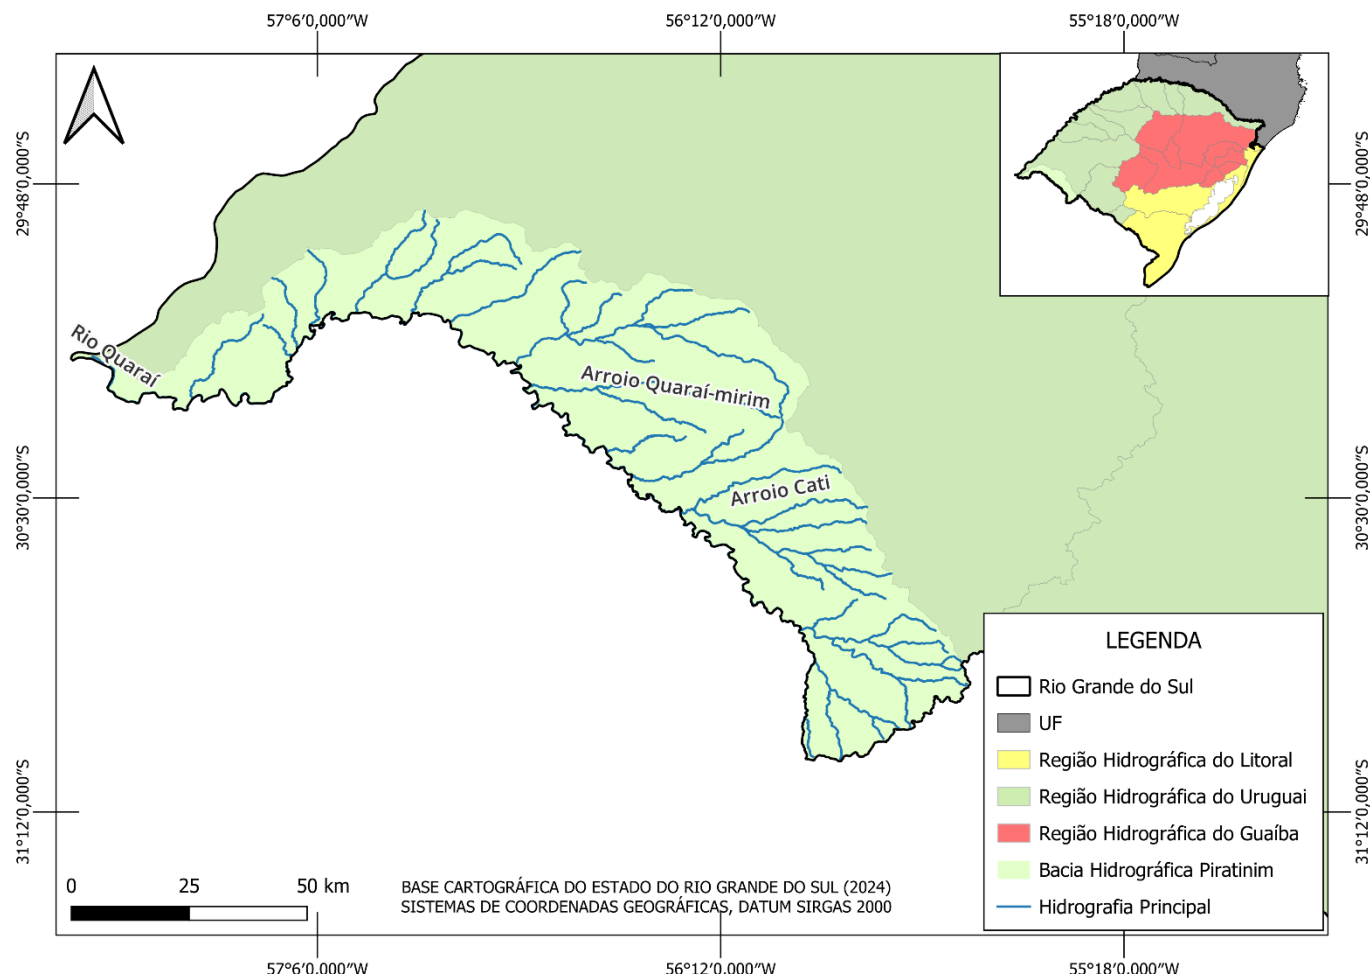 57°6′0,000″W
56°12′0,000″W
55°18′0,000″W
29°48′0,000″S
29°48′0,000″S
Rio Quaraí
Arroio Quaraí-mirim
Arroio Cati
30°30′0,000″S
30°30′0,000″S
LEGENDA
Rio Grande do Sul
UF
Região Hidrográfica do Litoral
Região Hidrográfica do Uruguai
Região Hidrográfica do Guaíba
Bacia Hidrográfica Piratinim
Hidrografia Principal
31°12′0,000″S
31°12′0,000″S
0 25 50 km
BASE CARTOGRÁFICA DO ESTADO DO RIO GRANDE DO SUL (2024)
SISTEMAS DE COORDENADAS GEOGRÁFICAS, DATUM SIRGAS 2000
57°6′0,000″W
56°12′0,000″W
55°18′0,000″W